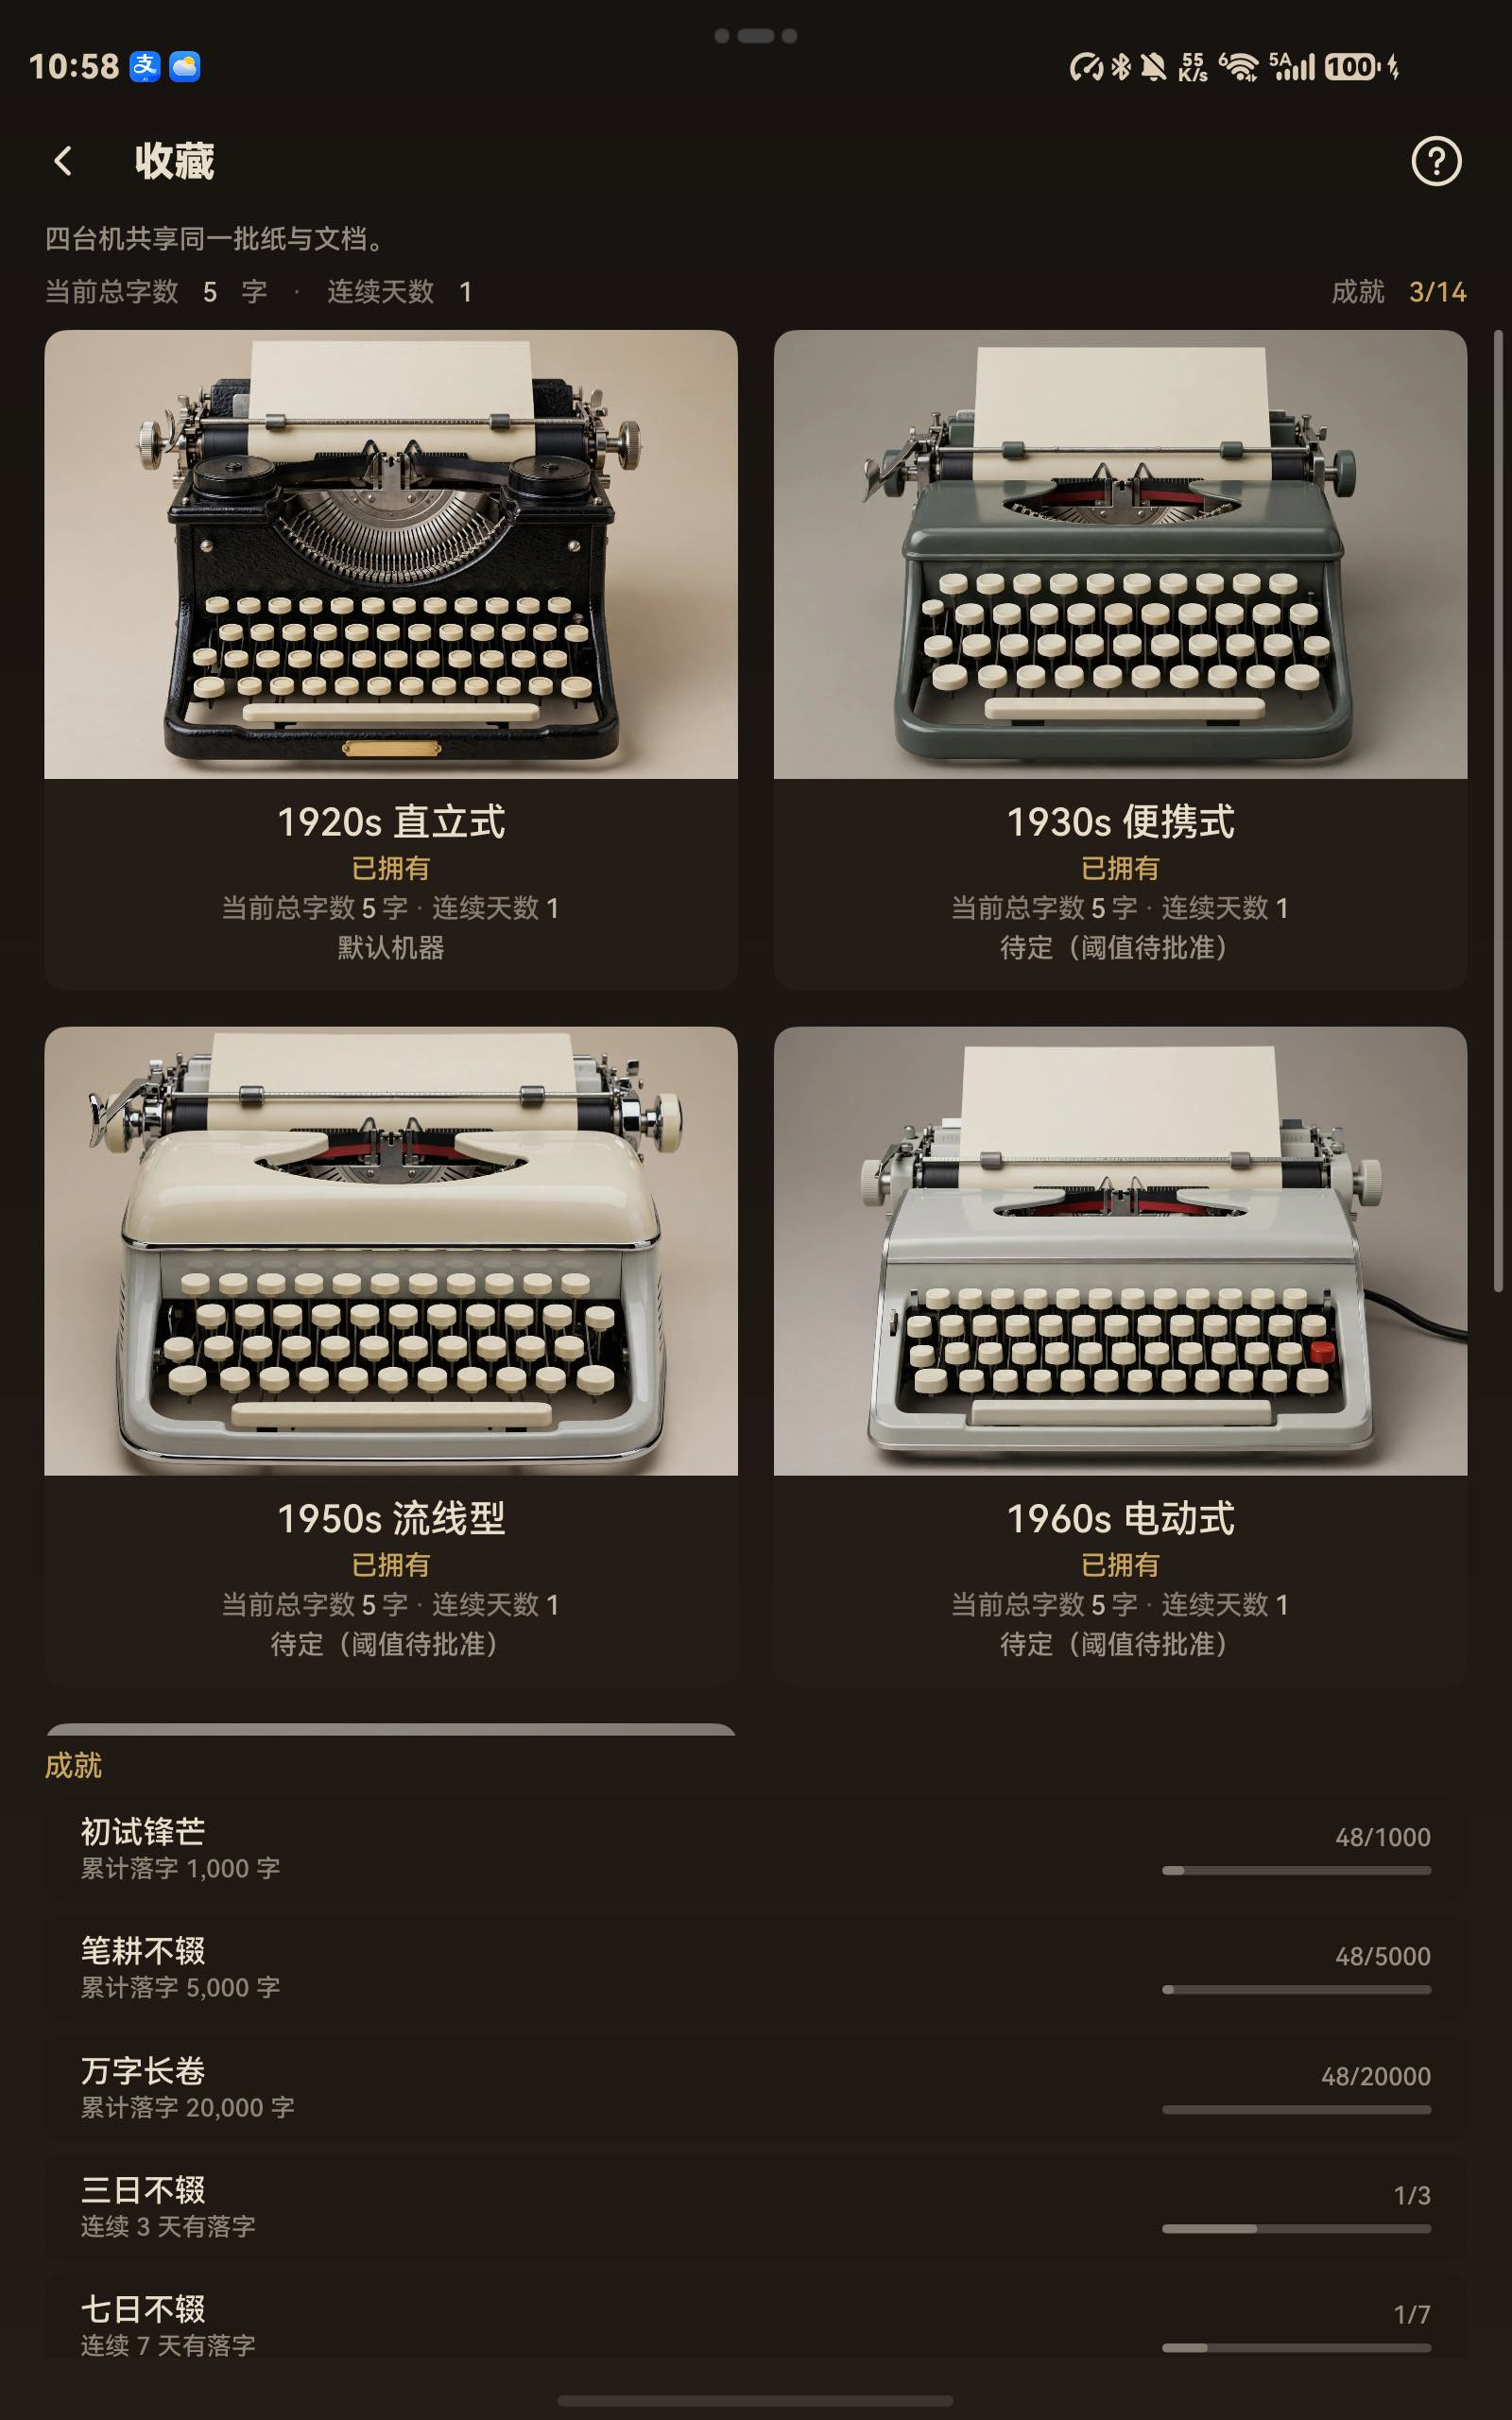 10:58 支 55 K/s 6 5A 100
收藏
四台机共享同一批纸与文档。
当前总字数 5 字 · 连续天数 1
成就 3/14
1920s 直立式
已拥有
当前总字数 5 字 · 连续天数 1
默认机器
1930s 便携式
已拥有
当前总字数 5 字 · 连续天数 1
待定（阈值待批准）
1950s 流线型
已拥有
当前总字数 5 字 · 连续天数 1
待定（阈值待批准）
1960s 电动式
已拥有
当前总字数 5 字 · 连续天数 1
待定（阈值待批准）
成就
初试锋芒
48/1000
累计落字 1,000 字
笔耕不辍
48/5000
累计落字 5,000 字
万字长卷
48/20000
累计落字 20,000 字
三日不辍
1/3
连续 3 天有落字
七日不辍
1/7
连续 7 天有落字